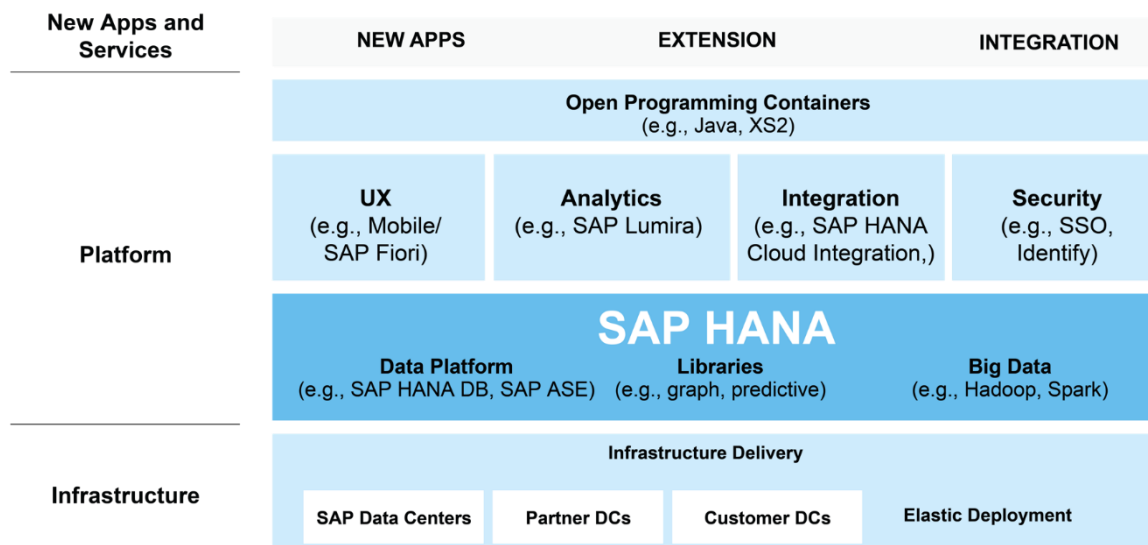 New Apps and
Services
NEW APPS
EXTENSION
INTEGRATION
Open Programming Containers
(e.g., Java, XS2)
Platform
UX
(e.g., Mobile/
SAP Fiori)
Analytics
(e.g., SAP Lumira)
Integration
(e.g., SAP HANA
Cloud Integration,)
Security
(e.g., SSO,
Identify)
SAP HANA
Data Platform
(e.g., SAP HANA DB, SAP ASE)
Libraries
(e.g., graph, predictive)
Big Data
(e.g., Hadoop, Spark)
Infrastructure
Infrastructure Delivery
SAP Data Centers
Partner DCs
Customer DCs
Elastic Deployment